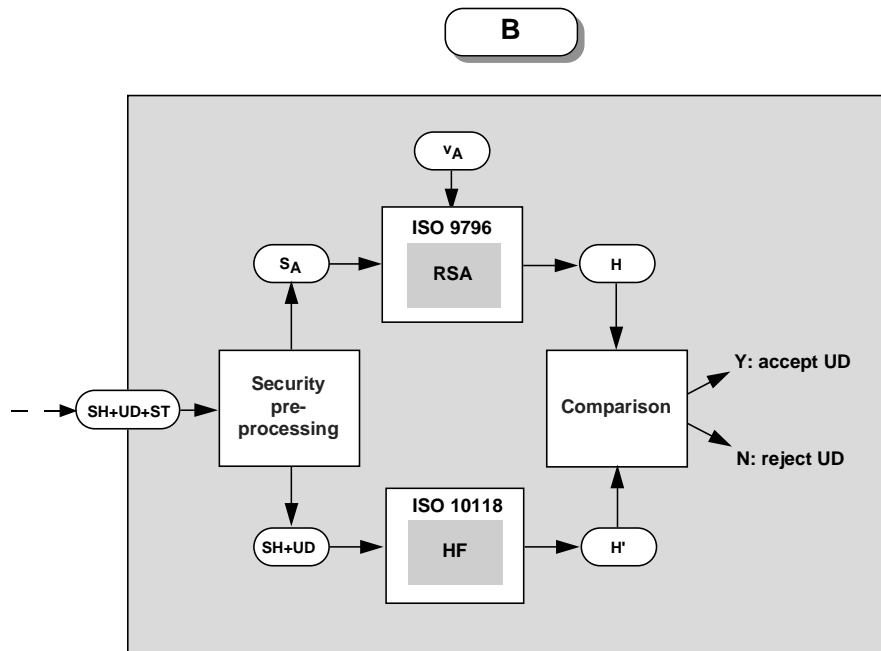 B
vA
ISO 9796
RSA
SA
H
Security
pre-
processing
SH+UD+ST
Comparison
Y: accept UD
N: reject UD
ISO 10118
HF
SH+UD
H'